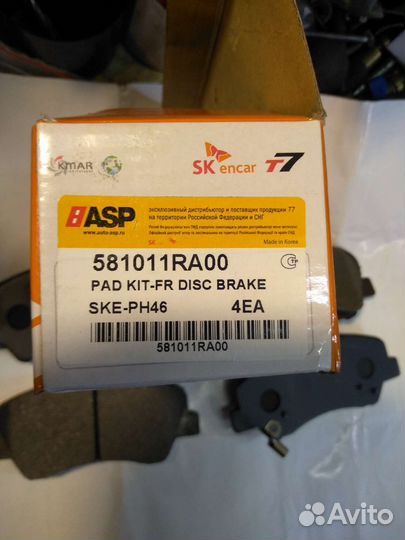 KMAR
SK encar T7
ASP
www.auto-asp.ru
эксклюзивный дистрибьютор и поставщик продукции T7
на территории Российской Федерации и СНГ
SK
Made in Korea
581011RA00
PAD KIT-FR DISC BRAKE
SKE-PH46 4EA
581011RA00
Avito